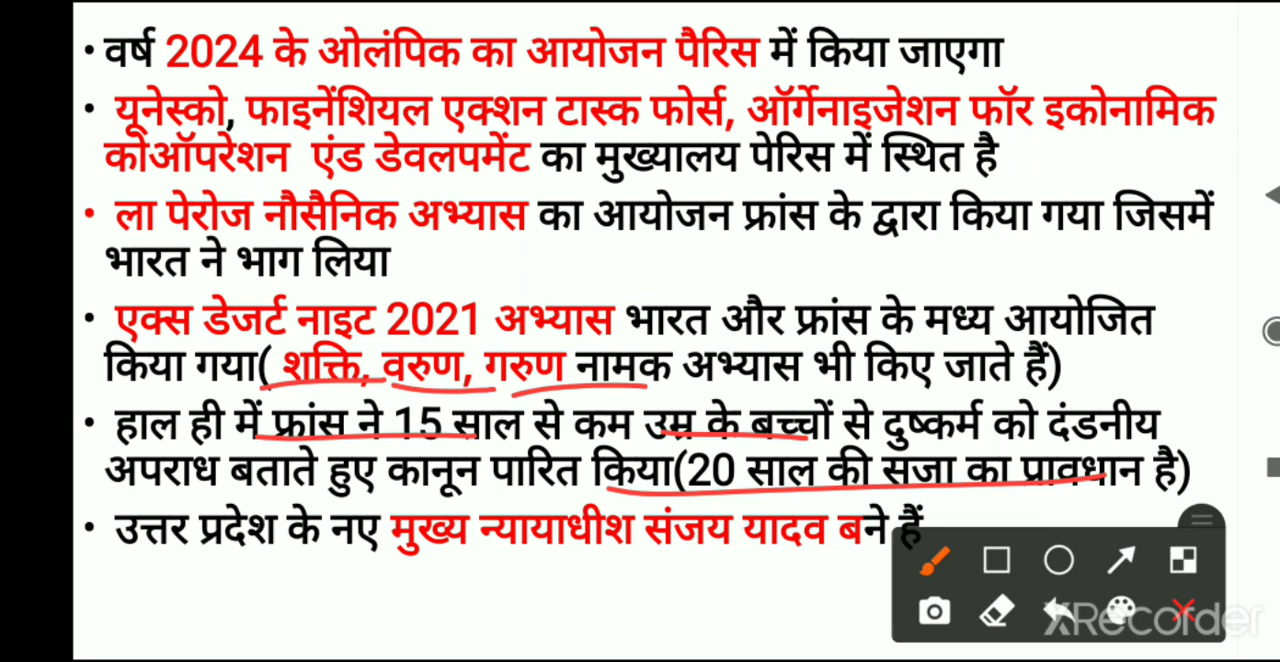 • वर्ष 2024 के ओलंपिक का आयोजन पैरिस में किया जाएगा
• यूनेस्को, फाइनेंशियल एक्शन टास्क फोर्स, ऑर्गेनाइजेशन फॉर इकोनामिक
कोऑपरेशन एंड डेवलपमेंट का मुख्यालय पेरिस में स्थित है
• ला पेरोज नौसैनिक अभ्यास का आयोजन फ्रांस के द्वारा किया गया जिसमें
भारत ने भाग लिया
• एक्स डेजर्ट नाइट 2021 अभ्यास भारत और फ्रांस के मध्य आयोजित
किया गया( शक्ति, वरुण, गरुण नामक अभ्यास भी किए जाते हैं)
• हाल ही में फ्रांस ने 15 साल से कम उम्र के बच्चों से दुष्कर्म को दंडनीय
अपराध बताते हुए कानून पारित किया(20 साल की सजा का प्रावधान है)
• उत्तर प्रदेश के नए मुख्य न्यायाधीश संजय यादव बने हैं
XRecorder